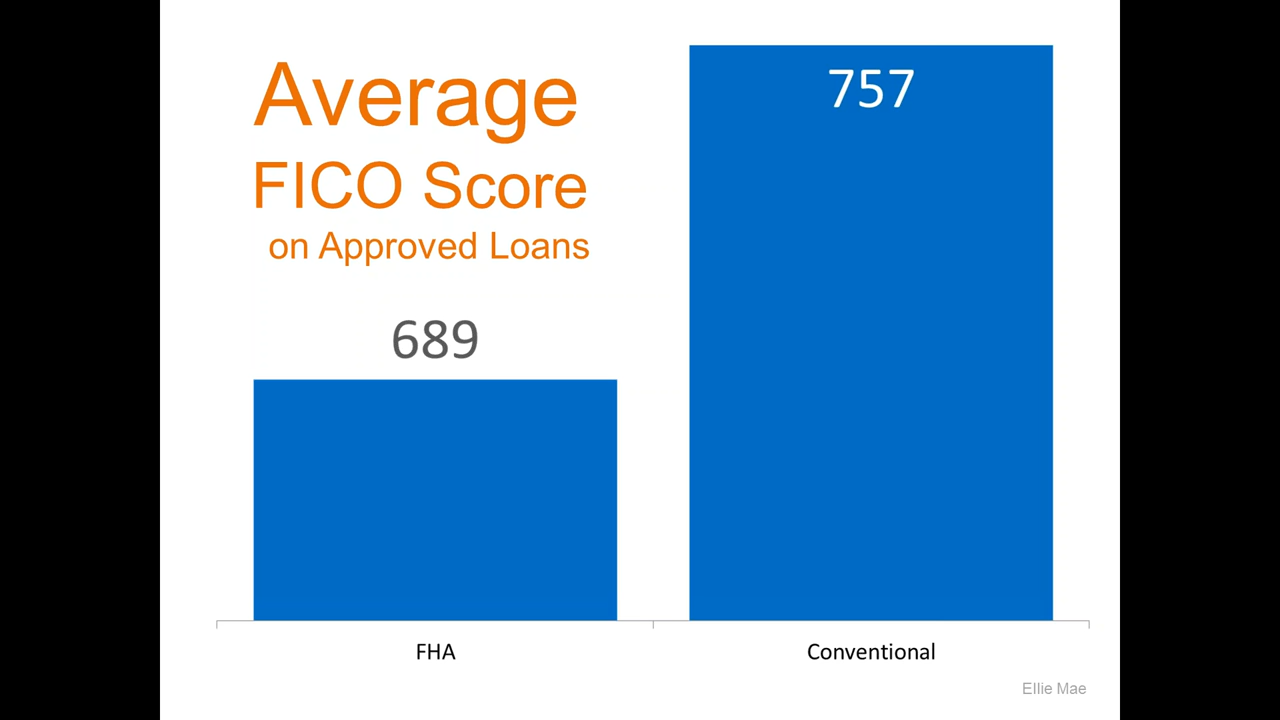 Average
FICO Score
on Approved Loans
689
757
FHA
Conventional
Ellie Mae